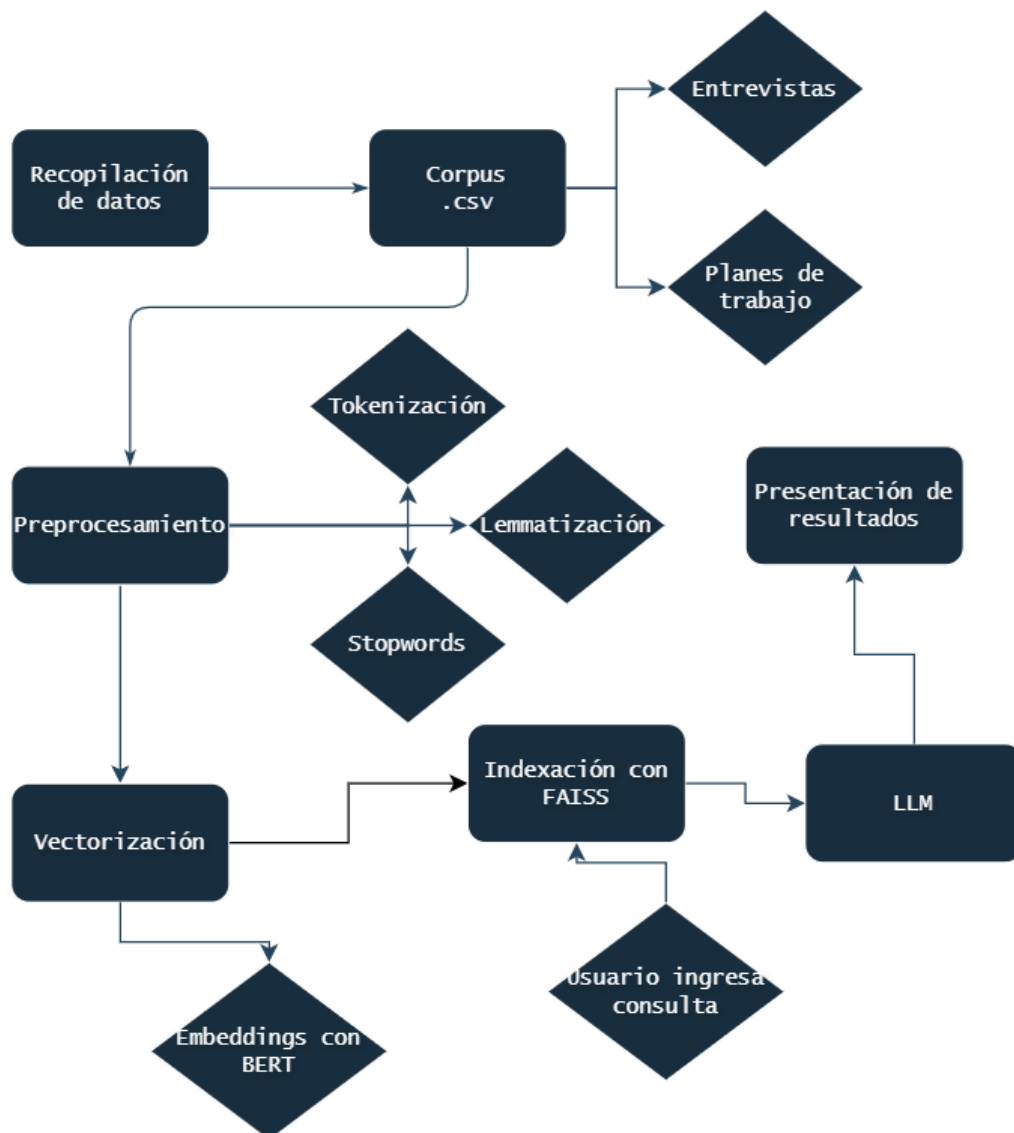 Entrevistas
Recopilación
de datos
Corpus
.csv
Planes de
trabajo
Tokenización
Preprocesamiento
Lemmatización
Stopwords
Presentación de
resultados
Vectorización
Indexación con
FAISS
LLM
Usuario ingresa
consulta
Embeddings con
BERT